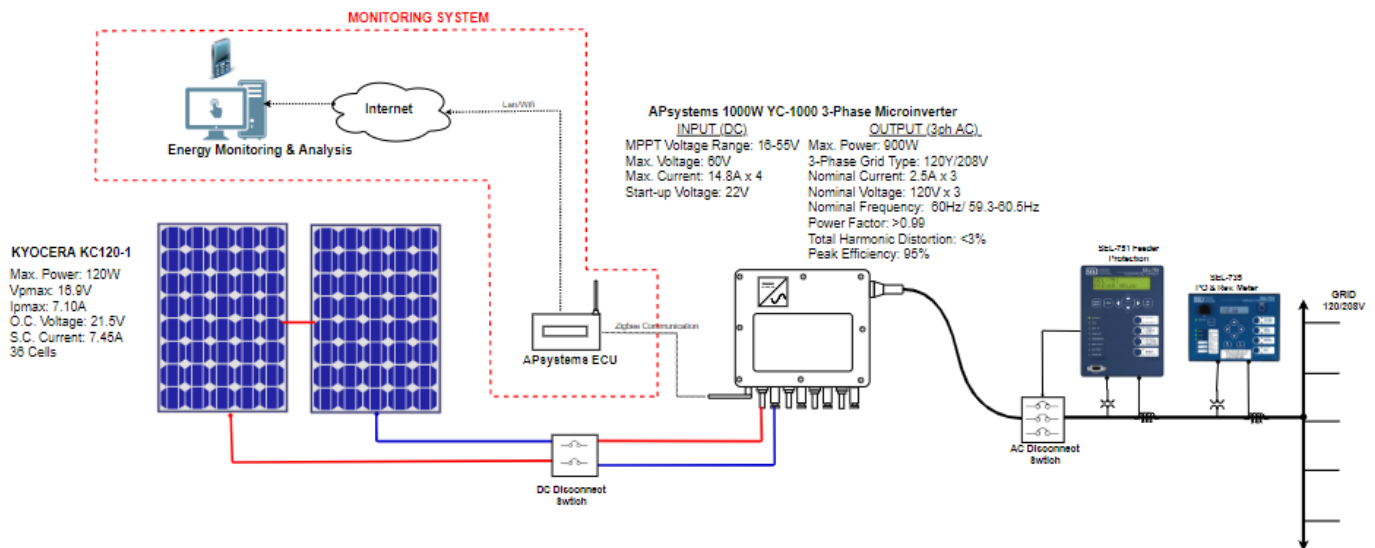 MONITORING SYSTEM
Internet
Lan/Wifi
Energy Monitoring & Analysis
APsystems 1000W YC-1000 3-Phase Microinverter
INPUT (DC)
MPPT Voltage Range: 16-55V
Max. Voltage: 60V
Max. Current: 14.8A x 4
Start-up Voltage: 22V
OUTPUT (3ph AC)
Max. Power: 900W
3-Phase Grid Type: 120Y/208V
Nominal Current: 2.5A x 3
Nominal Voltage: 120V x 3
Nominal Frequency: 60Hz/ 59.3-60.5Hz
Power Factor: >0.99
Total Harmonic Distortion: <3%
Peak Efficiency: 95%
KYOCERA KC120-1
Max. Power: 120W
Vpmax: 16.9V
Ipmax: 7.10A
O.C. Voltage: 21.5V
S.C. Current: 7.45A
36 Cells
APsystems ECU
Zigbee Communication
DC Disconnect
Switch
AC Disconnect
Switch
SEL-751 Feeder
Protection
SEL-735
PQ & Rev. Meter
GRID
120/208V